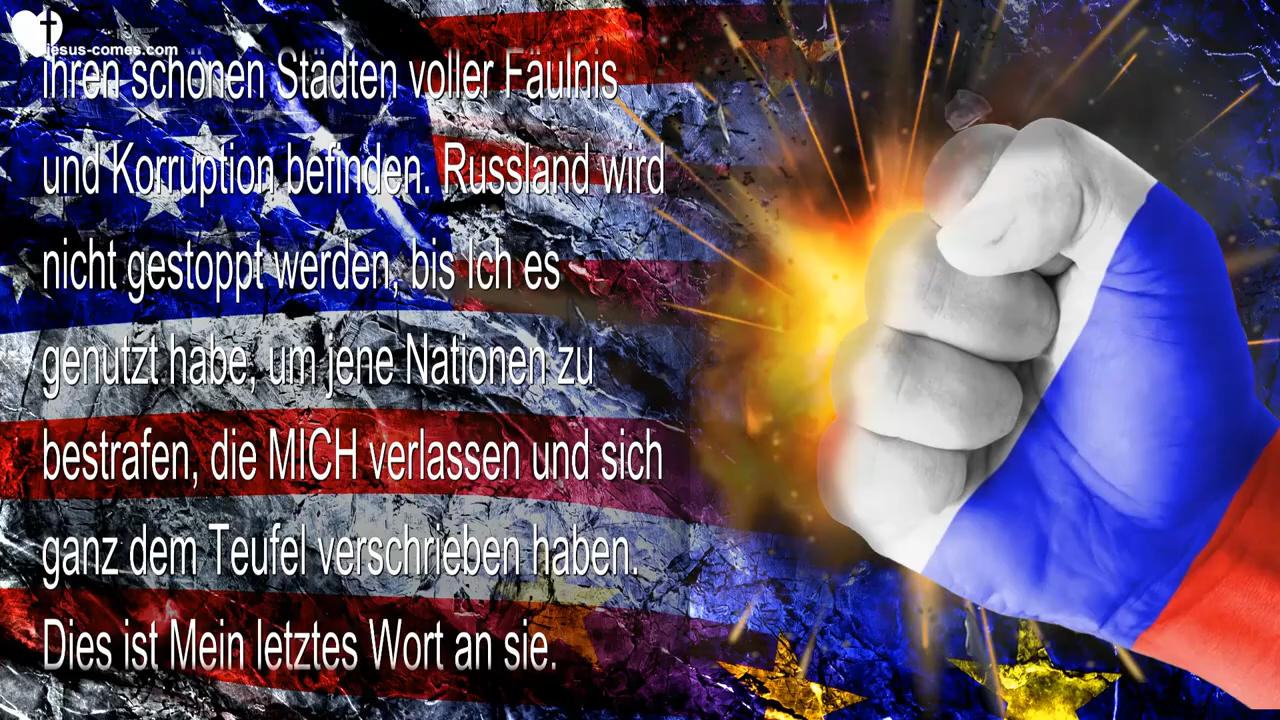 jesus-comes.com
ihren schönen Städten voller Fäulnis
und Korruption befinden. Russland wird
nicht gestoppt werden, bis Ich es
genutzt habe, um jene Nationen zu
bestrafen, die MICH verlassen und sich
ganz dem Teufel verschrieben haben.
Dies ist Mein letztes Wort an sie.